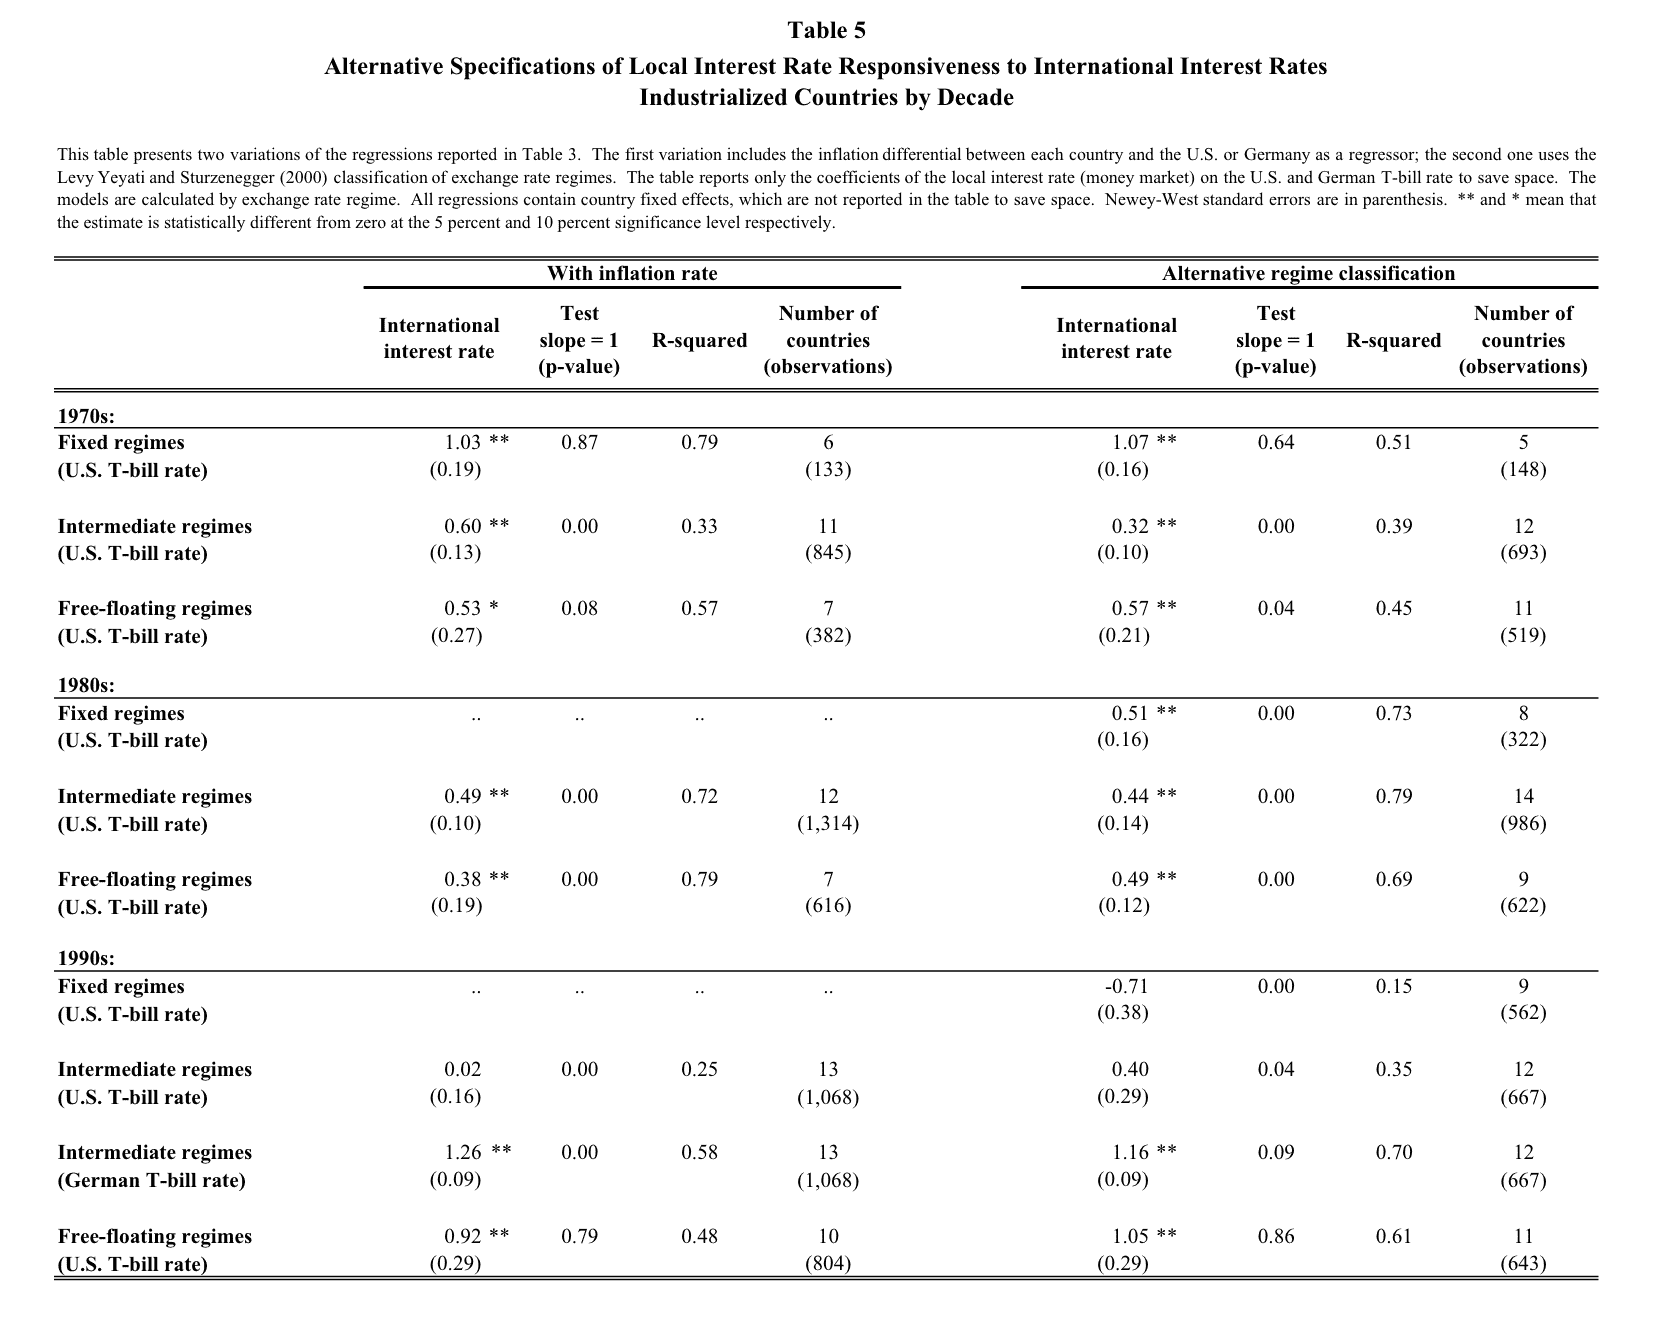 Table 5
Alternative Specifications of Local Interest Rate Responsiveness to International Interest Rates
Industrialized Countries by Decade
This table presents two variations of the regressions reported in Table 3. The first variation includes the inflation differential between each country and the U.S. or Germany as a regressor; the second one uses the
Levy Yeyati and Sturzenegger (2000) classification of exchange rate regimes. The table reports only the coefficients of the local interest rate (money market) on the U.S. and German T-bill rate to save space. The
models are calculated by exchange rate regime. All regressions contain country fixed effects, which are not reported in the table to save space. Newey-West standard errors are in parenthesis. ** and * mean that
the estimate is statistically different from zero at the 5 percent and 10 percent significance level respectively.
With inflation rate Alternative regime classification
Test Number of Test Number of
International slope = 1 R-squared countries International slope = 1 R-squared countries
interest rate (p-value) (observations) interest rate (p-value) (observations)
1970s:
Fixed regimes 1.03 ** 0.87 0.79 6 1.07 ** 0.64 0.51 5
(U.S. T-bill rate) (0.19) (133) (0.16) (148)
Intermediate regimes 0.60 ** 0.00 0.33 11 0.32 ** 0.00 0.39 12
(U.S. T-bill rate) (0.13) (845) (0.10) (693)
Free-floating regimes 0.53 * 0.08 0.57 7 0.57 ** 0.04 0.45 11
(U.S. T-bill rate) (0.27) (382) (0.21) (519)
1980s:
Fixed regimes .. .. .. .. 0.51 ** 0.00 0.73 8
(U.S. T-bill rate) (0.16) (322)
Intermediate regimes 0.49 ** 0.00 0.72 12 0.44 ** 0.00 0.79 14
(U.S. T-bill rate) (0.10) (1,314) (0.14) (986)
Free-floating regimes 0.38 ** 0.00 0.79 7 0.49 ** 0.00 0.69 9
(U.S. T-bill rate) (0.19) (616) (0.12) (622)
1990s:
Fixed regimes .. .. .. .. -0.71 0.00 0.15 9
(U.S. T-bill rate) (0.38) (562)
Intermediate regimes 0.02 0.00 0.25 13 0.40 0.04 0.35 12
(U.S. T-bill rate) (0.16) (1,068) (0.29) (667)
Intermediate regimes 1.26 ** 0.00 0.58 13 1.16 ** 0.09 0.70 12
(German T-bill rate) (0.09) (1,068) (0.09) (667)
Free-floating regimes 0.92 ** 0.79 0.48 10 1.05 ** 0.86 0.61 11
(U.S. T-bill rate) (0.29) (804) (0.29) (643)